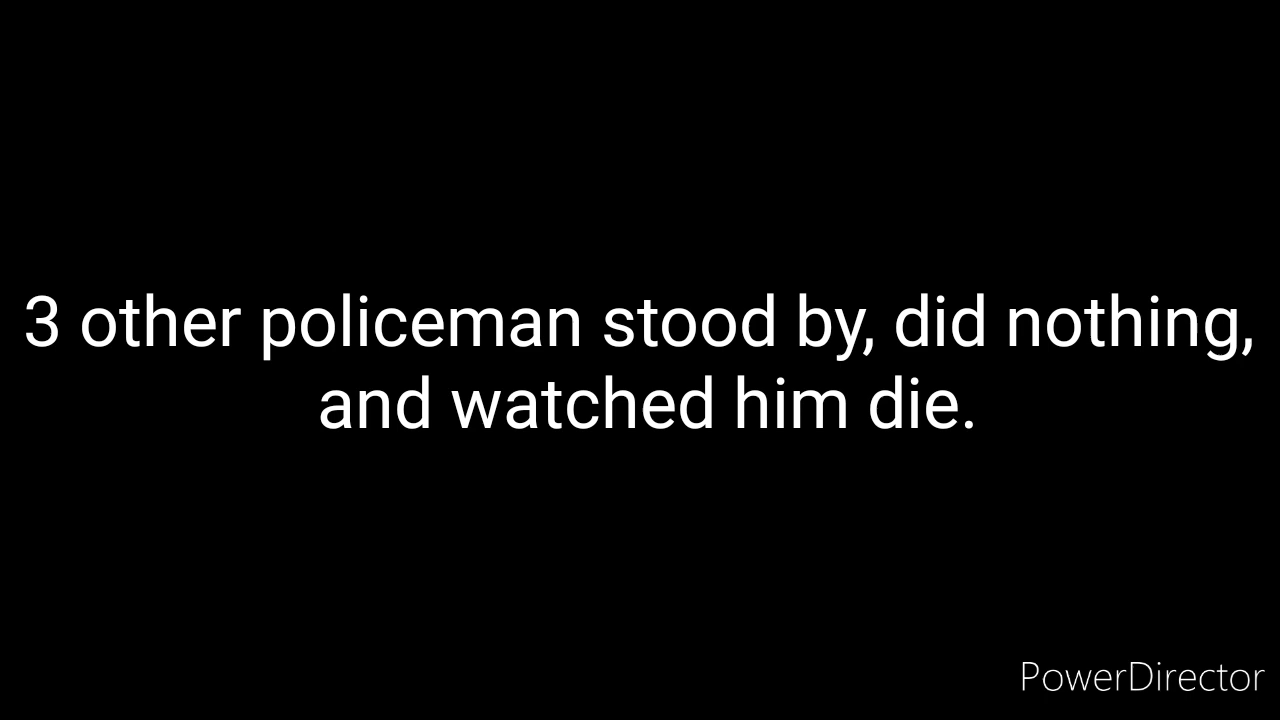 3 other policeman stood by, did nothing,
and watched him die.
PowerDirector